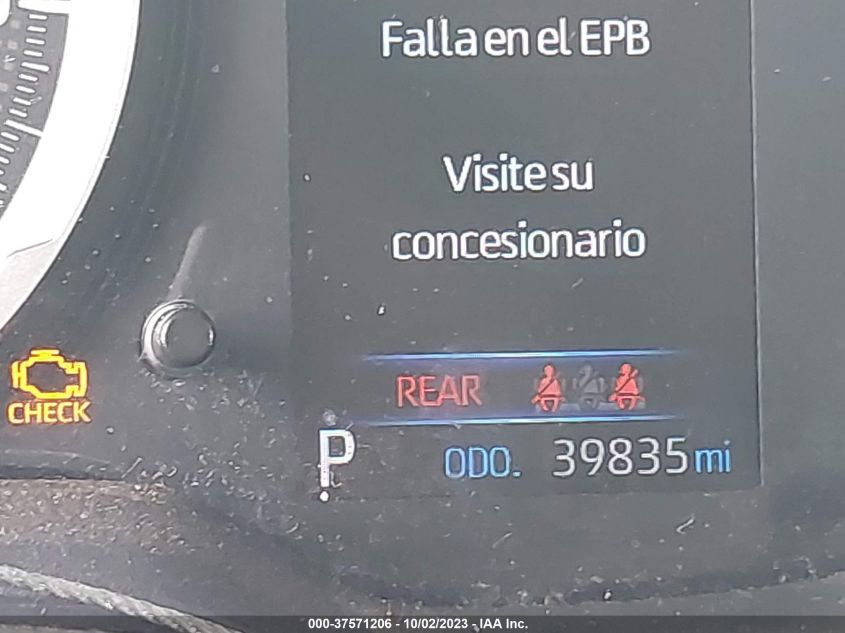 Falla en el EPB
Visite su
concesionario
REAR
CHECK
P
ODO. 39835 mi
000-37571206 - 10/02/2023 - IAA Inc.